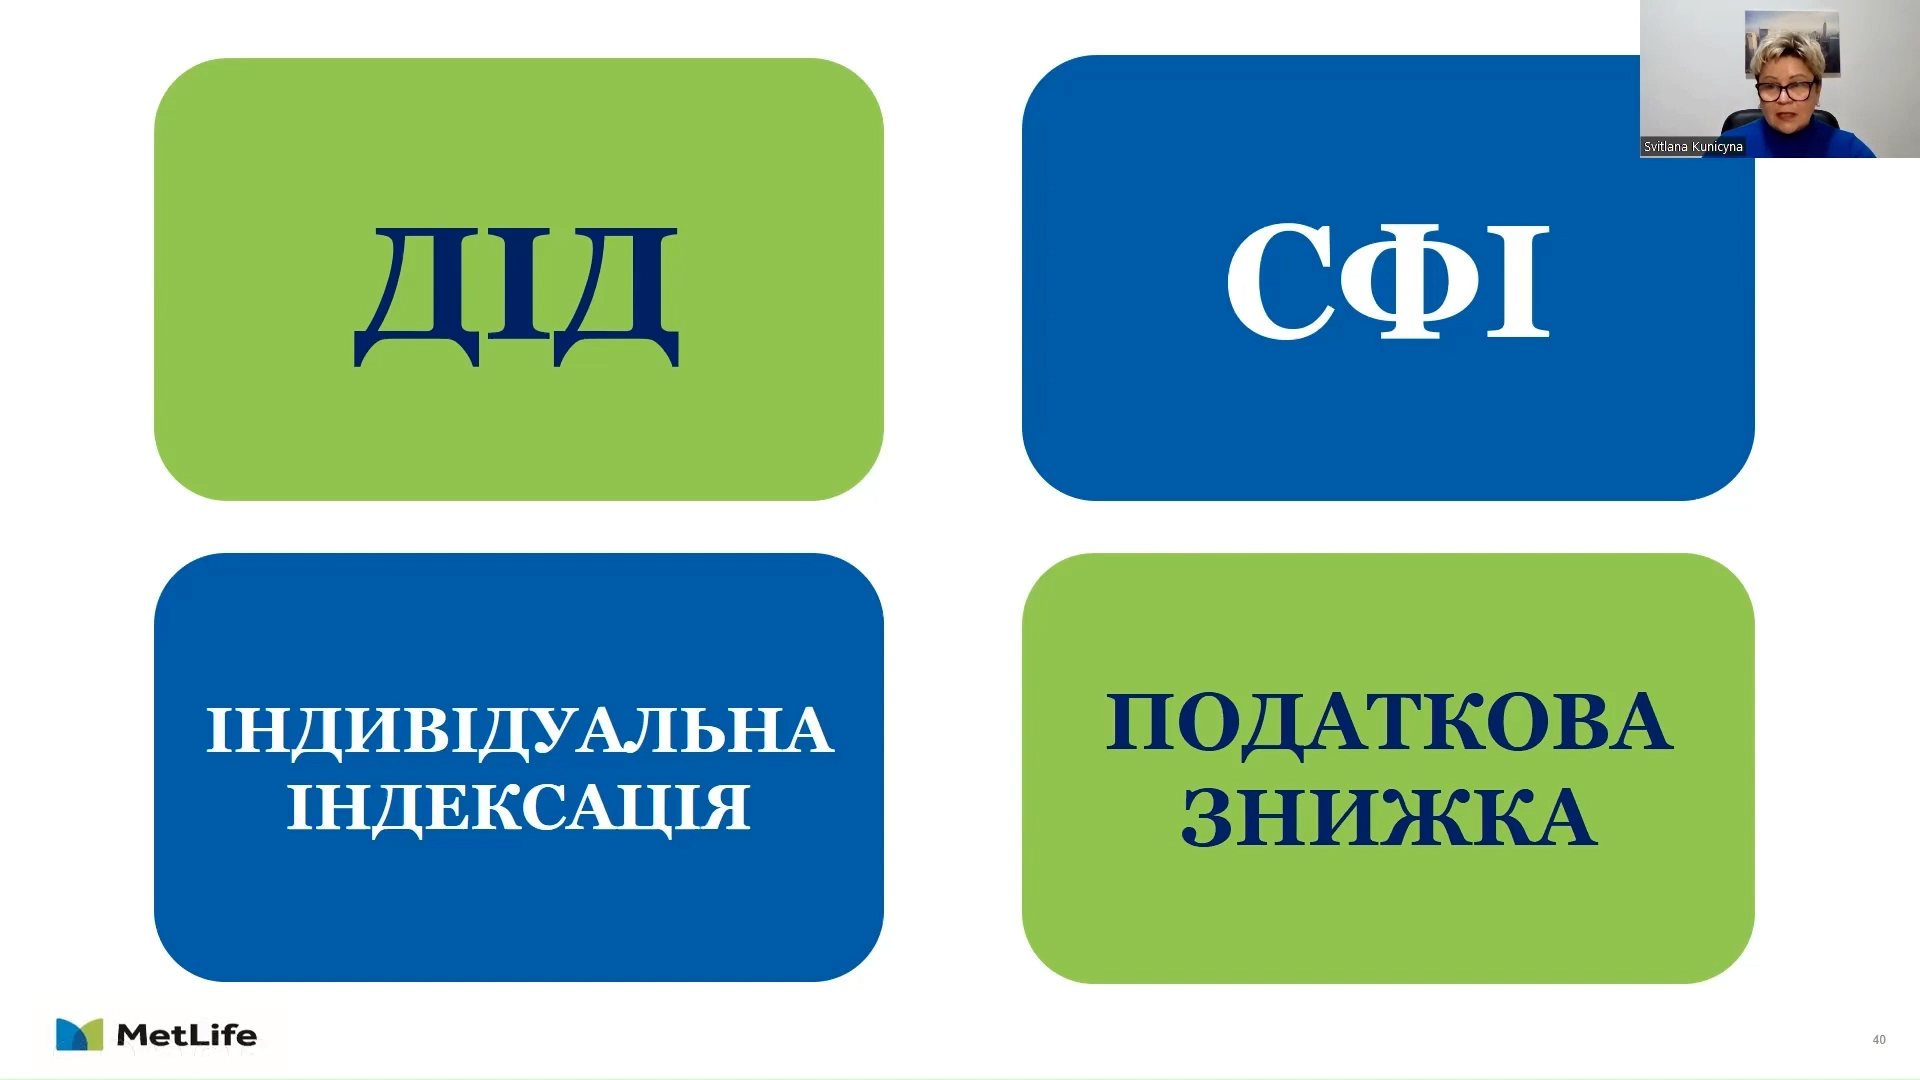 ДІД
СФІ
Svitlana Kunicyna
ІНДИВІДУАЛЬНА
ІНДЕКСАЦІЯ
ПОДАТКОВА
ЗНИЖКА
MetLife
40